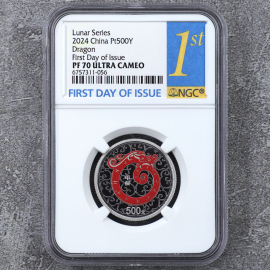 Lunar Series
2024 China Pt500Y
Dragon
First Day of Issue
PF 70 ULTRA CAMEO
6757311-056
1st
FIRST DAY OF ISSUE
NGC
500